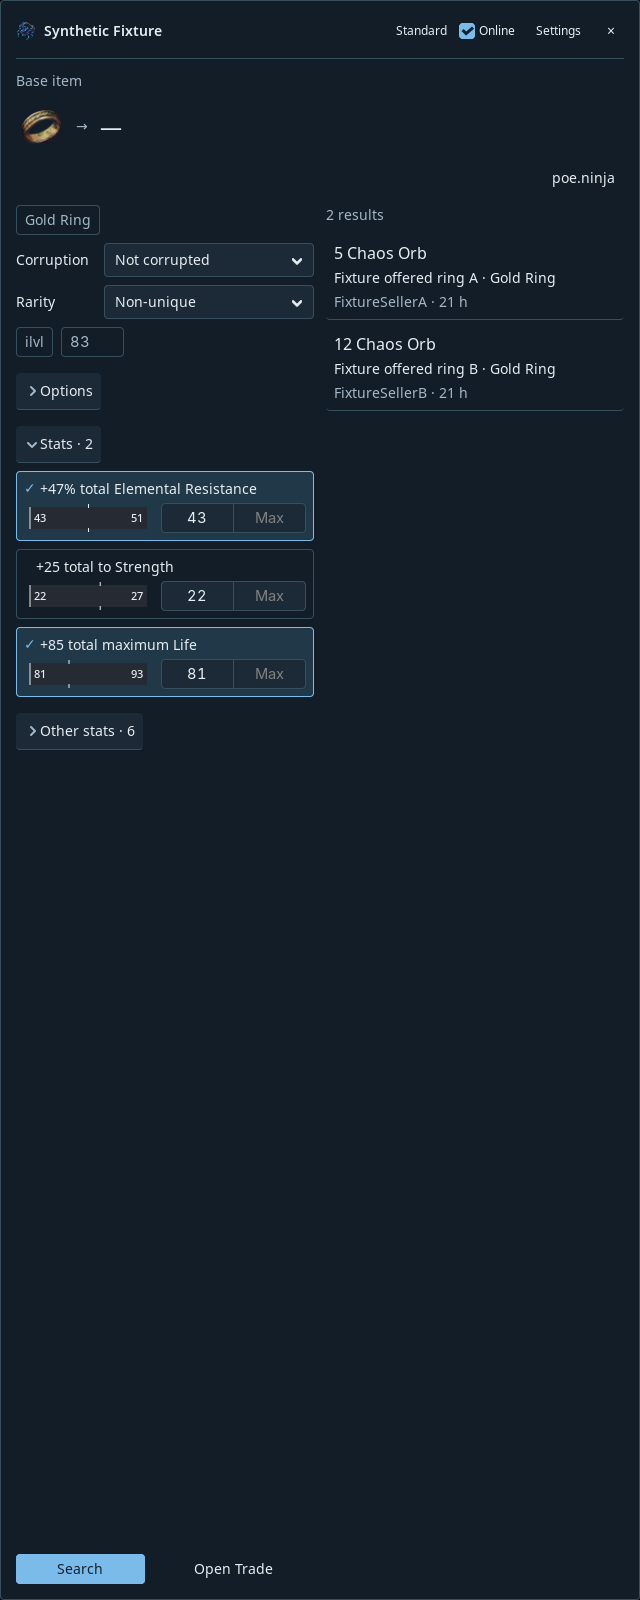 Synthetic Fixture Standard Online Settings ×
Base item
→ —
poe.ninja
Gold Ring
Corruption Not corrupted
Rarity Non-unique
ilvl 83
Options
Stats · 2
✓ +47% total Elemental Resistance
43 51 43 Max
+25 total to Strength
22 27 22 Max
✓ +85 total maximum Life
81 93 81 Max
Other stats · 6
2 results
5 Chaos Orb
Fixture offered ring A · Gold Ring
FixtureSellerA · 21 h
12 Chaos Orb
Fixture offered ring B · Gold Ring
FixtureSellerB · 21 h
Search Open Trade